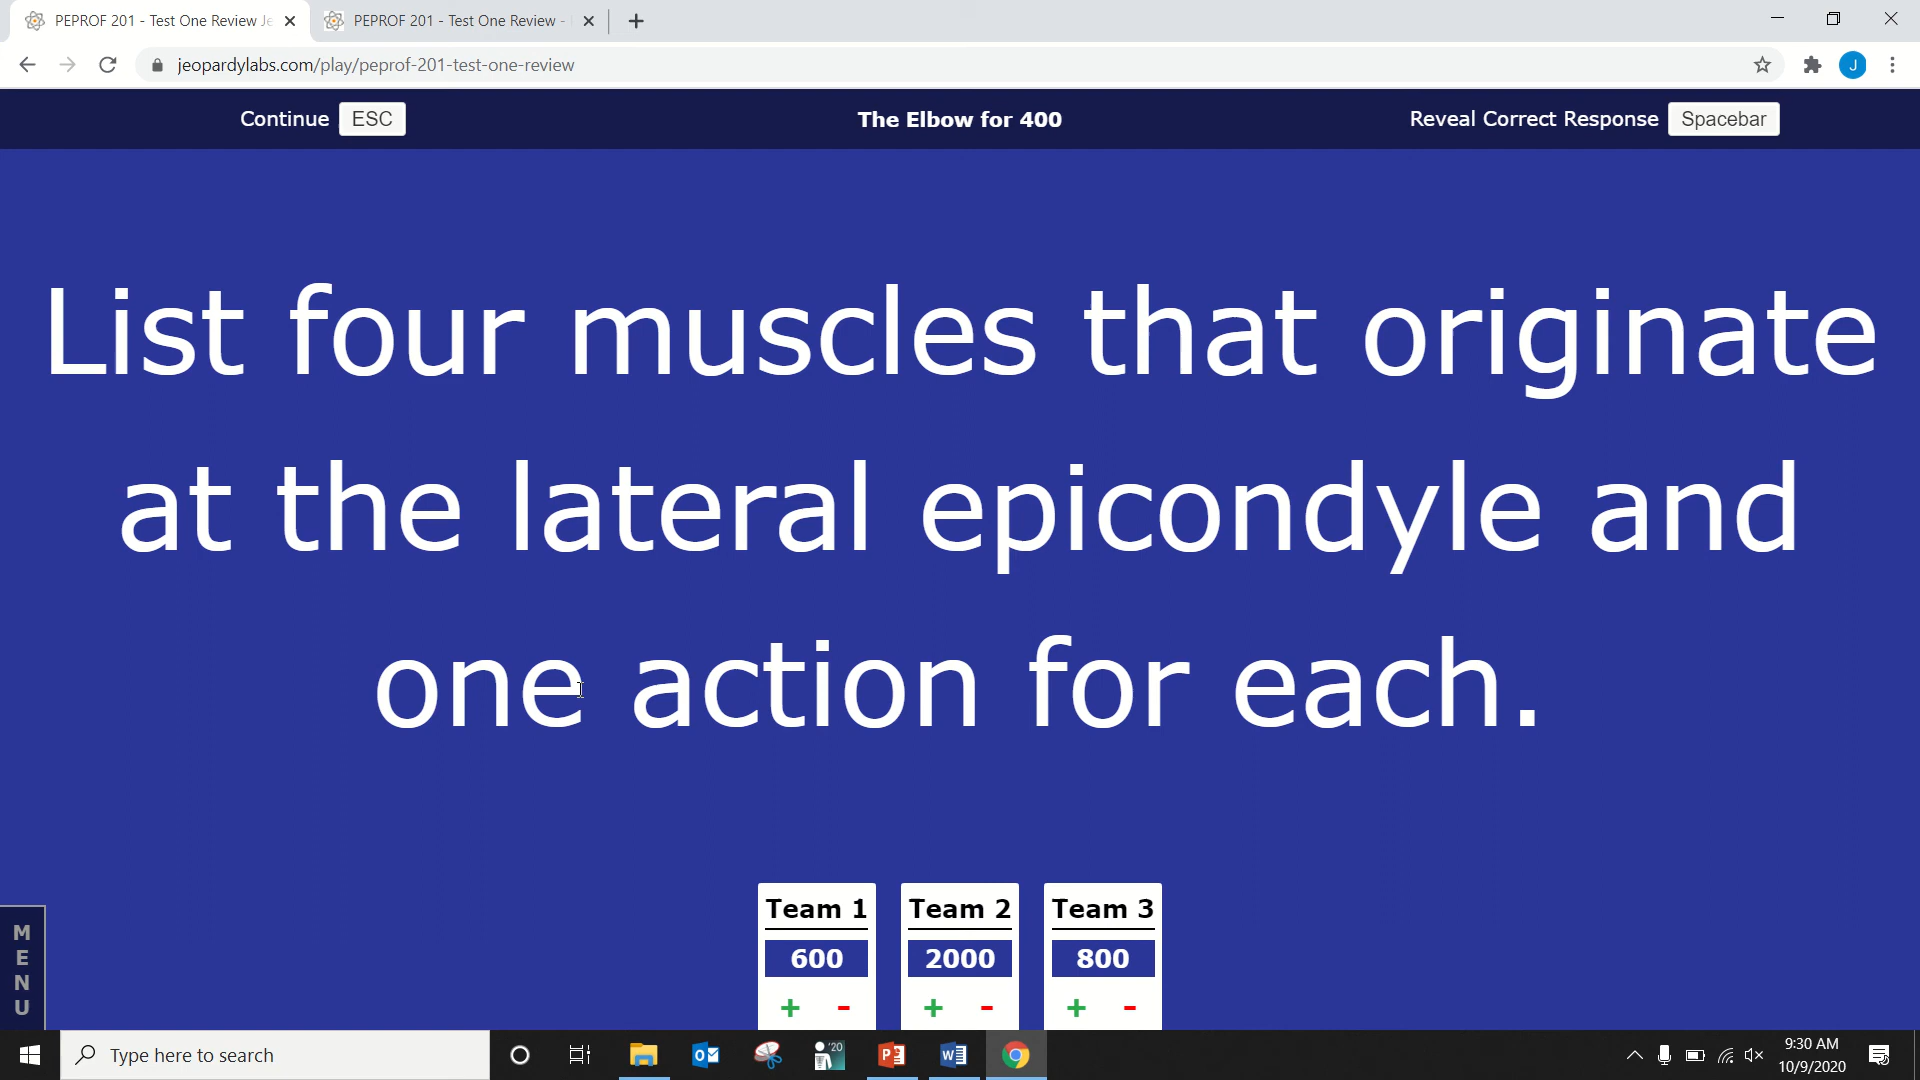 PEPROF 201 - Test One Review Je
PEPROF 201 - Test One Review -
jeopardylabs.com/play/peprof-201-test-one-review
J
Continue ESC
The Elbow for 400
Reveal Correct Response Spacebar
List four muscles that originate
at the lateral epicondyle and
one action for each.
MENU
Team 1 Team 2 Team 3
600 2000 800
+ - + - + -
Type here to search
'20
9:30 AM
10/9/2020